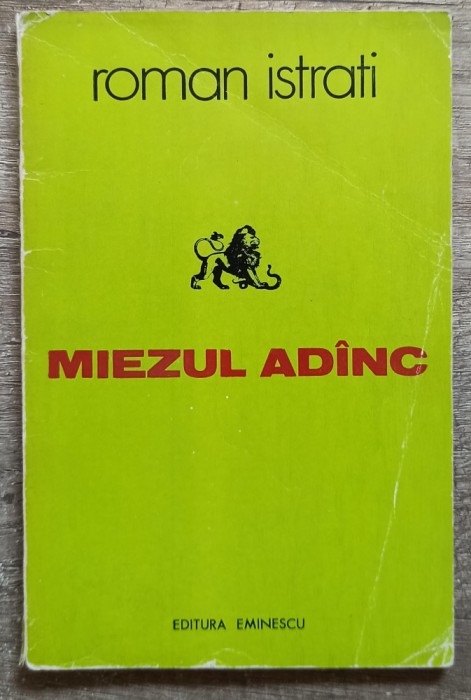 roman istrati
MIEZUL ADÎNC
EDITURA EMINESCU